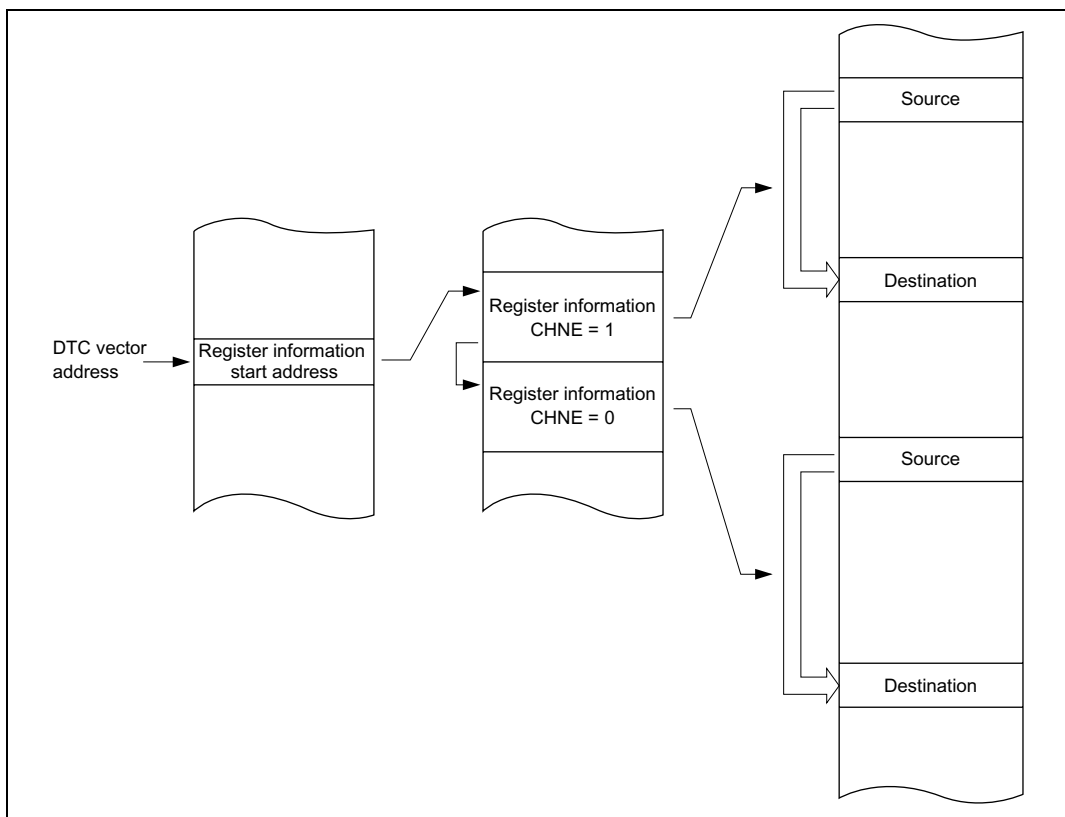 DTC vector
address
Register information
start address
Register information
CHNE = 1
Register information
CHNE = 0
Source
Destination
Source
Destination